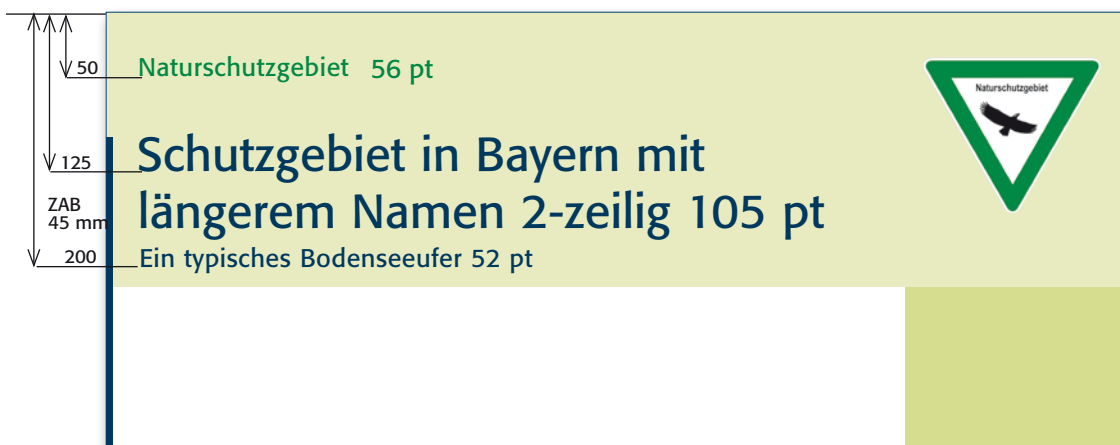 50
Naturschutzgebiet 56 pt
Naturschutzgebiet
125
Schutzgebiet in Bayern mit
längerem Namen 2-zeilig 105 pt
ZAB
45 mm
200
Ein typisches Bodenseeufer 52 pt